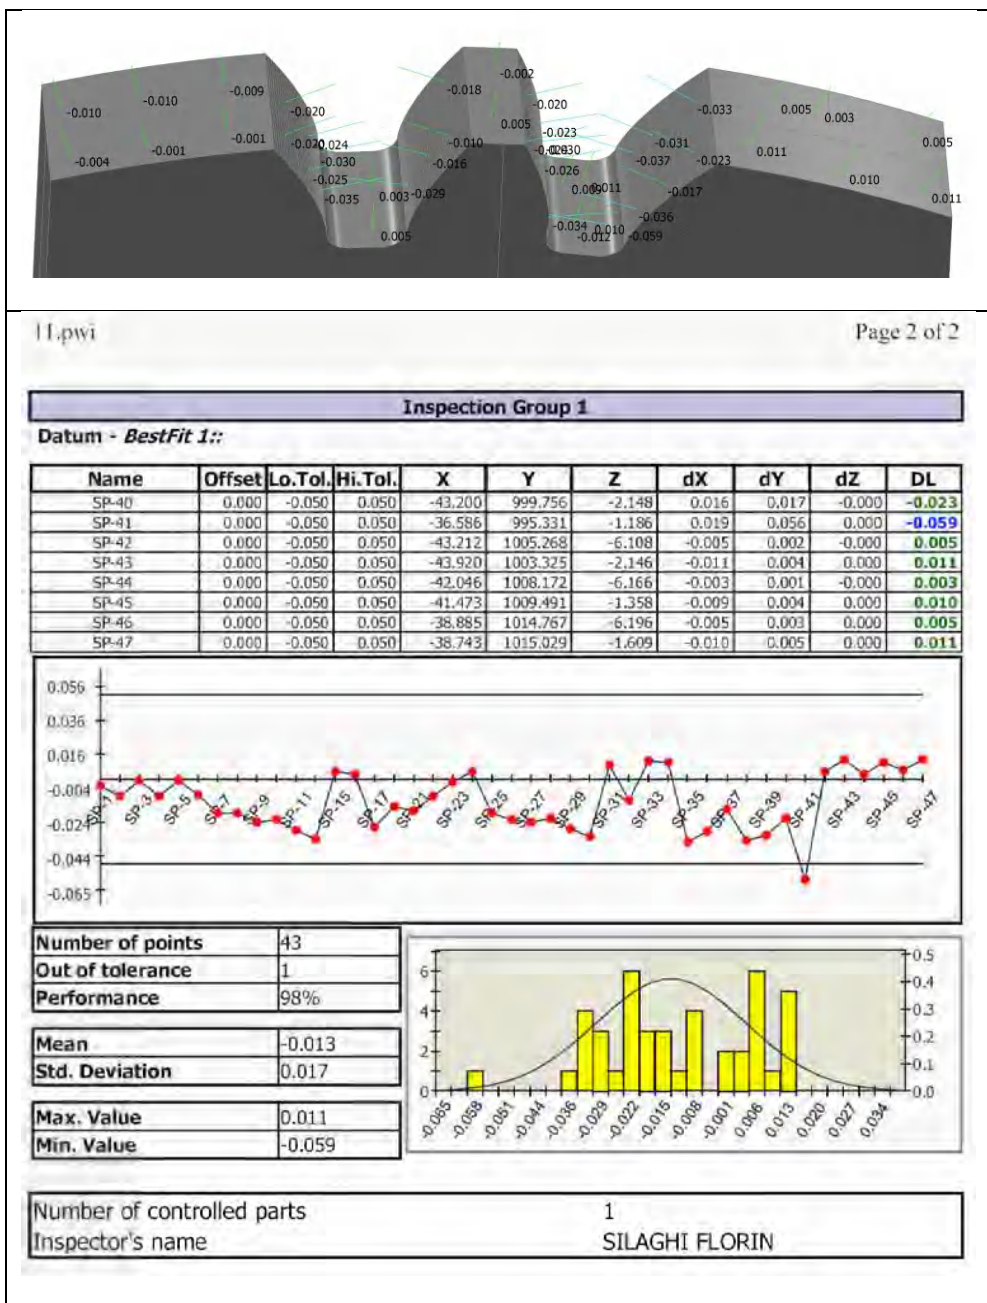 -0.010 -0.010 -0.009 -0.020 -0.018 -0.002 -0.020 -0.033 0.005 0.003 0.005
-0.004 -0.001 -0.001 -0.024 -0.010 0.005 -0.023 -0.031 0.011
-0.030 -0.016 -0.026 -0.037 -0.023 0.010
-0.025 -0.035 0.003 -0.029 -0.017 0.011
0.005 -0.034 0.010 -0.036
-0.012 -0.059
11.pwi Page 2 of 2
Inspection Group 1
Datum - BestFit 1::
Name Offset Lo.Tol. Hi.Tol. X Y Z dX dY dZ DL
SP-40 0.000 -0.050 0.050 -43.200 999.756 -2.148 0.016 0.017 -0.000 -0.023
SP-41 0.000 -0.050 0.050 -36.586 995.331 -1.186 0.019 0.056 -0.000 -0.059
SP-42 0.000 -0.050 0.050 -43.212 1005.268 -6.108 -0.005 0.002 -0.000 0.005
SP-43 0.000 -0.050 0.050 -43.920 1003.325 -2.146 -0.011 0.004 0.000 0.011
SP-44 0.000 -0.050 0.050 -42.046 1008.172 -6.166 -0.003 0.001 -0.000 0.003
SP-45 0.000 -0.050 0.050 -41.473 1009.491 -1.358 -0.009 0.004 0.000 0.010
SP-46 0.000 -0.050 0.050 -38.885 1014.767 -6.196 -0.005 0.003 0.000 0.005
SP-47 0.000 -0.050 0.050 -38.743 1015.029 -1.609 -0.010 0.005 0.000 0.011
0.056
0.036
0.016
-0.004
-0.024
-0.044
-0.065
SP-1 SP-3 SP-5 SP-7 SP-9 SP-11 SP-15 SP-17 SP-21 SP-23 SP-25 SP-27 SP-29 SP-31 SP-33 SP-35 SP-37 SP-39 SP-41 SP-43 SP-45 SP-47
Number of points 43
Out of tolerance 1
Performance 98%
Mean -0.013
Std. Deviation 0.017
Max. Value 0.011
Min. Value -0.059
6 4 2 0
0.5 0.4 0.3 0.2 0.1 0.0
-0.065 -0.058 -0.051 -0.044 -0.036 -0.029 -0.022 -0.015 -0.008 -0.001 0.006 0.013 0.020 0.027 0.034
Number of controlled parts 1
Inspector's name SILAGHI FLORIN